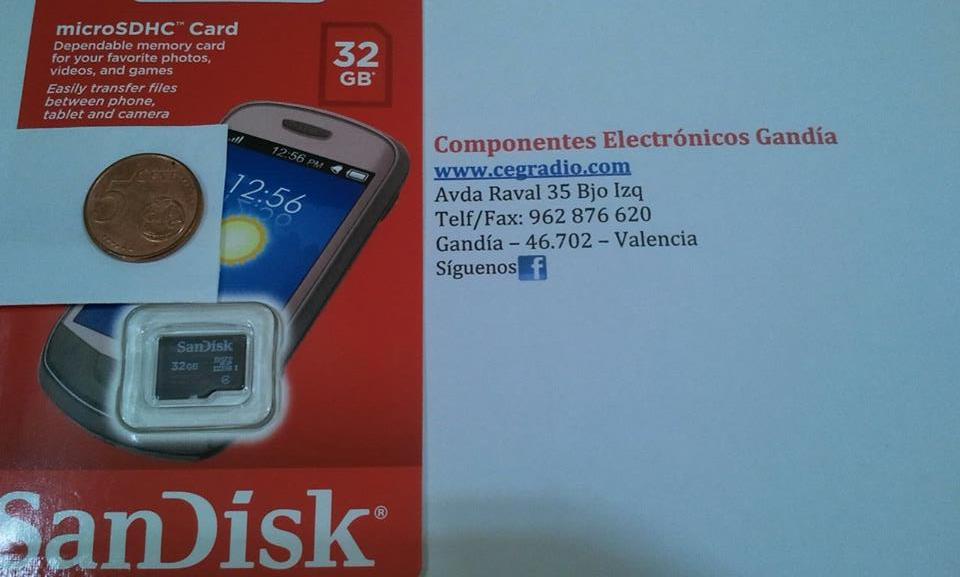 microSDHC™ Card
Dependable memory card
for your favorite photos,
videos, and games
Easily transfer files
between phone,
tablet and camera
32
GB*
12:56 PM
12:56
5
SanDisk
32GB
SanDisk®
Componentes Electrónicos Gandía
www.cegradio.com
Avda Raval 35 Bjo Izq
Telf/Fax: 962 876 620
Gandía – 46.702 – Valencia
Síguenos f